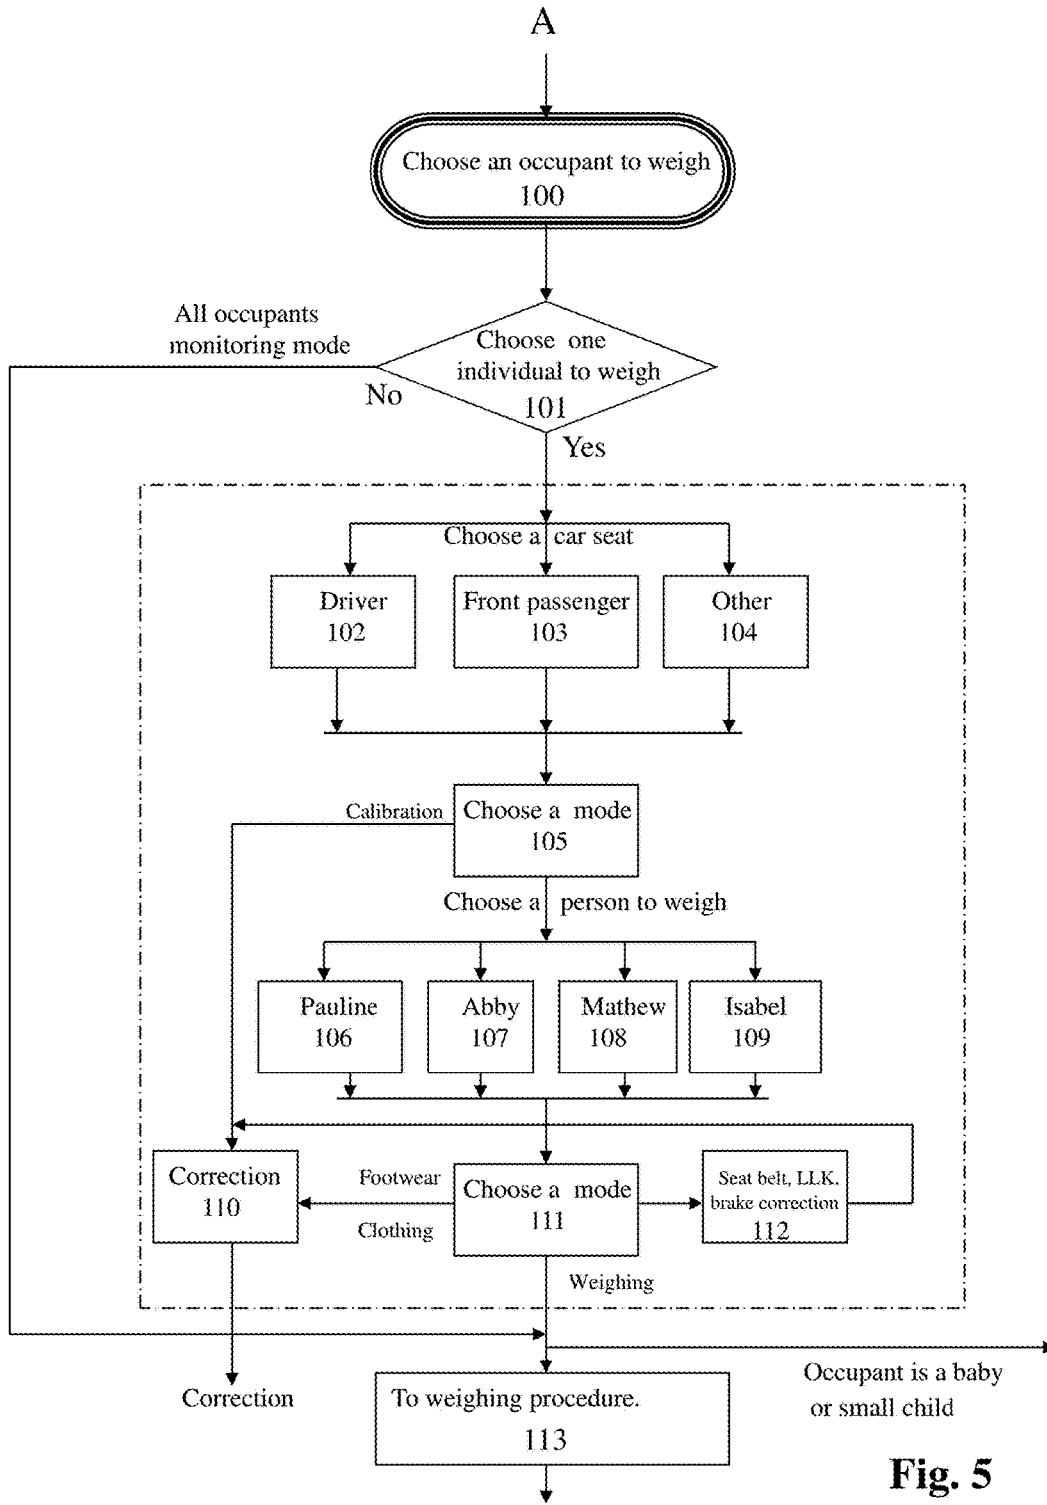 A
Choose an occupant to weigh
100
All occupants
monitoring mode
Choose one
individual to weigh
101
No
Yes
Choose a car seat
Driver
102
Front passenger
103
Other
104
Calibration
Choose a mode
105
Choose a person to weigh
Pauline
106
Abby
107
Mathew
108
Isabel
109
Correction
110
Footwear
Clothing
Choose a mode
111
Seat belt, LLK,
brake correction
112
Weighing
Correction
To weighing procedure.
113
Occupant is a baby
or small child
Fig. 5